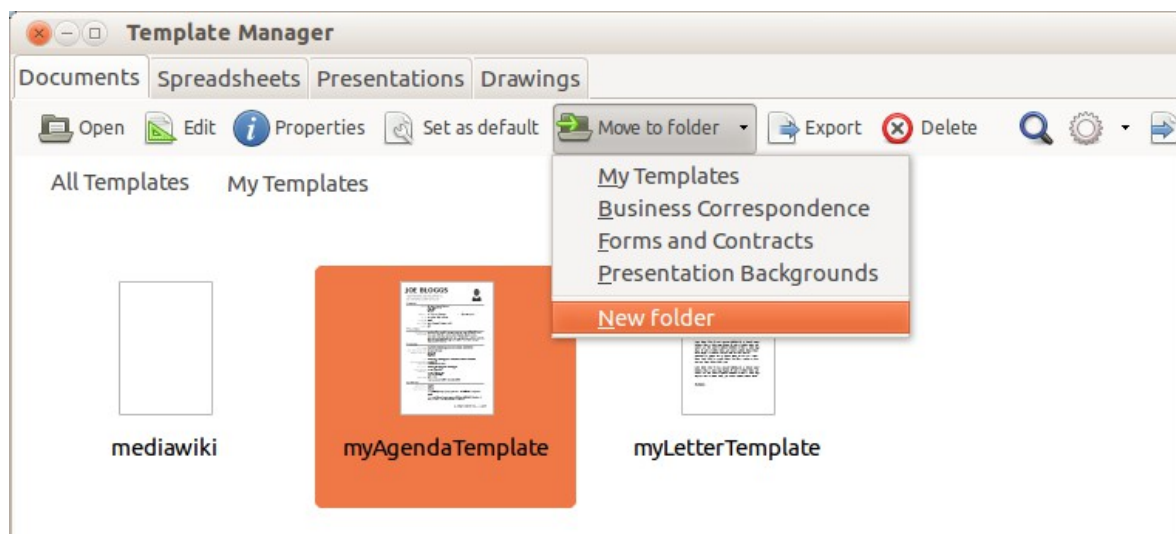 Template Manager
Documents Spreadsheets Presentations Drawings
Open Edit Properties Set as default Move to folder Export Delete
All Templates My Templates
My Templates
Business Correspondence
Forms and Contracts
Presentation Backgrounds
New folder
JOE BLOGGS
mediawiki myAgendaTemplate myLetterTemplate